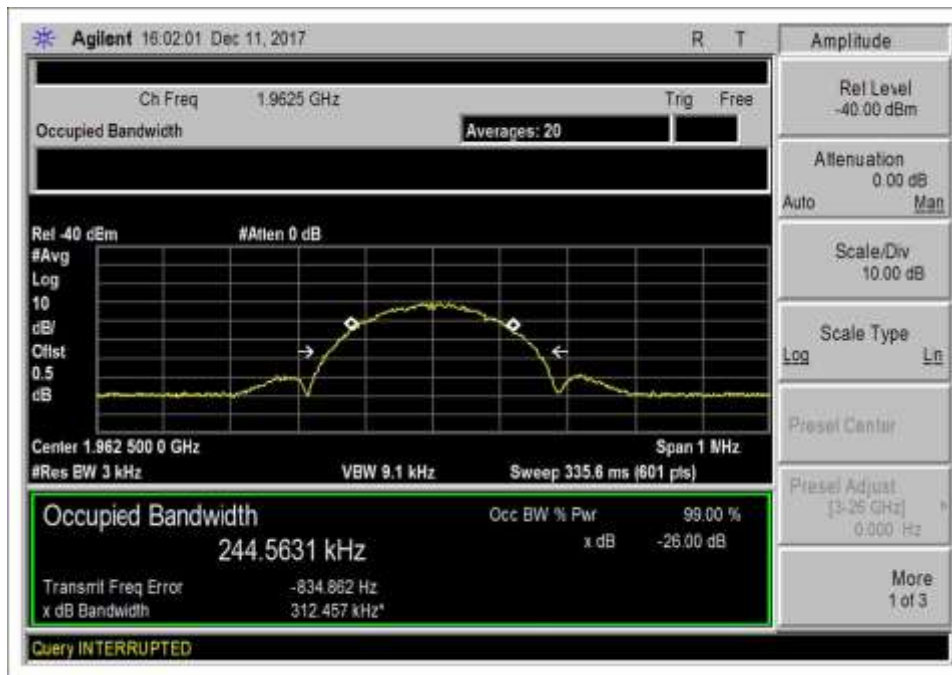 Agilent 16:02:01 Dec 11, 2017 R T
Ch Freq 1.9625 GHz Trig Free
Occupied Bandwidth Averages: 20
Ref -40 dBm #Atten 0 dB
#Avg
Log
10
dB/
Offst
0.5
dB
Center 1.962 500 0 GHz Span 1 MHz
#Res BW 3 kHz VBW 9.1 kHz Sweep 335.6 ms (601 pts)
Occupied Bandwidth Occ BW % Pwr 99.00 %
244.5631 kHz x dB -26.00 dB
Transmit Freq Error -834.862 Hz
x dB Bandwidth 312.457 kHz*
Query INTERRUPTED
Amplitude
Ref Level
-40.00 dBm
Attenuation
0.00 dB
Auto Man
Scale/Div
10.00 dB
Scale Type
Log Lin
Presel Center
Presel Adjust
[3-26 GHz]
0.000 Hz
More
1 of 3